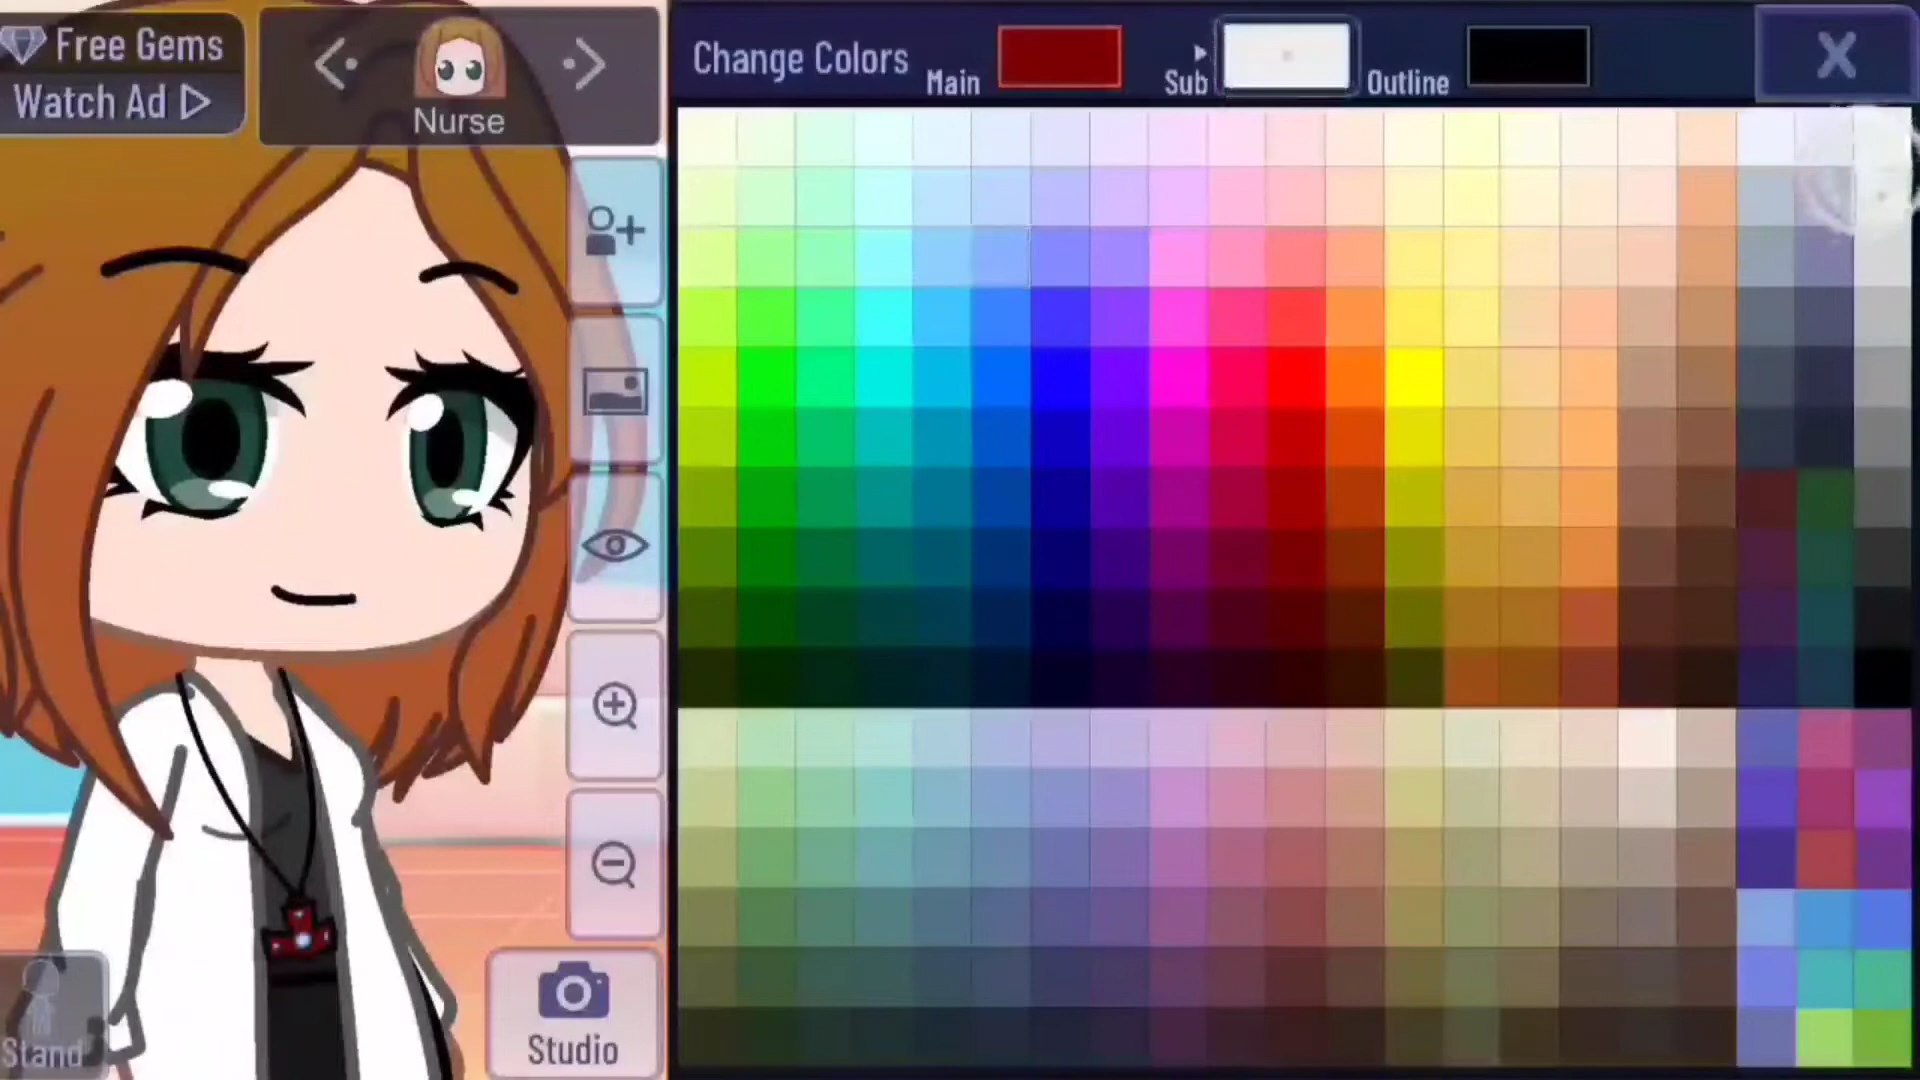 Free Gems
Watch Ad
Nurse
Change Colors
Main
Sub
Outline
X
Studio
Stand